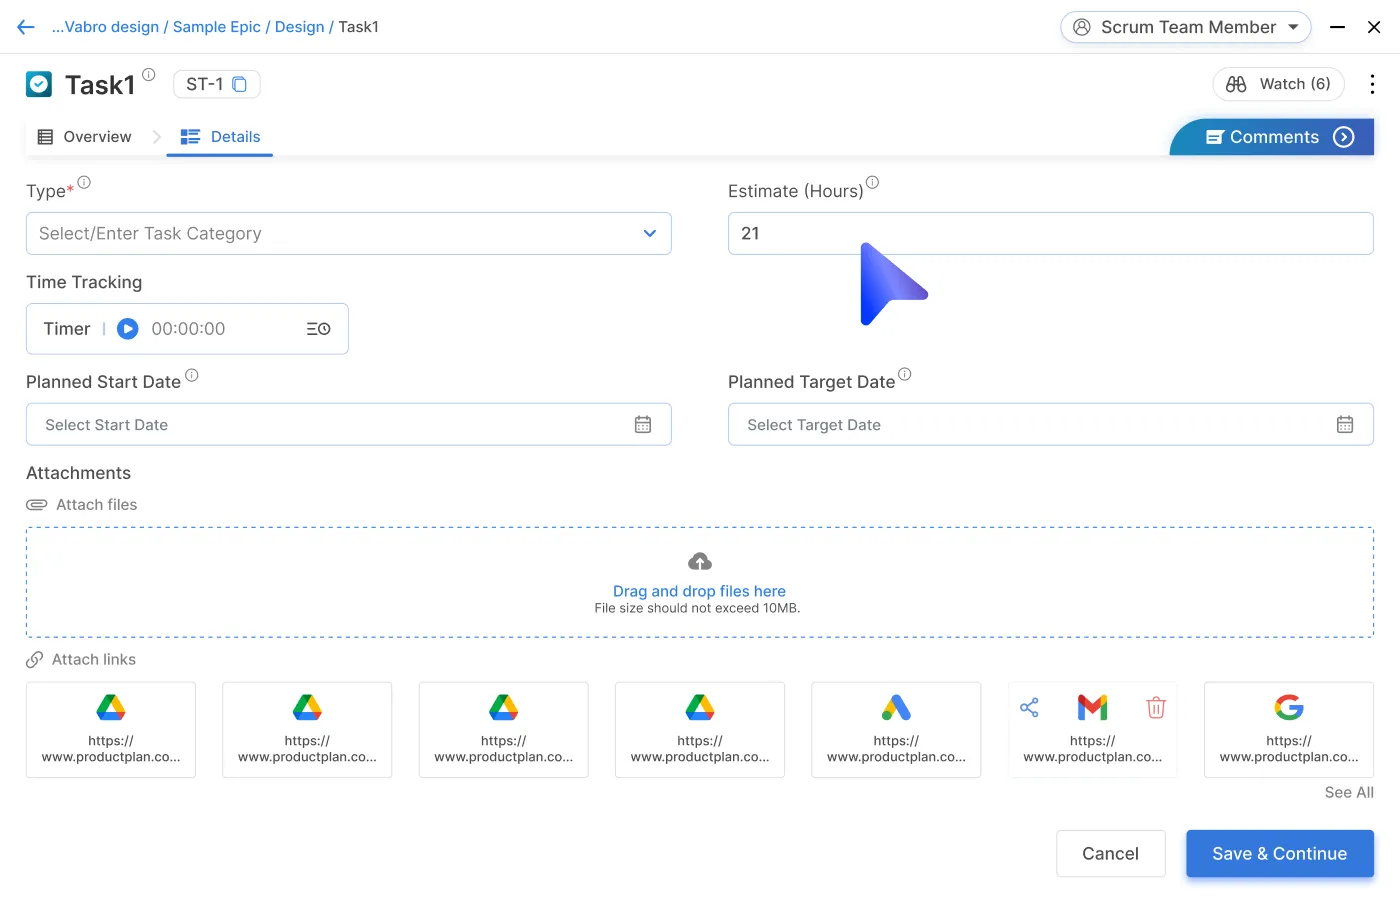 ...Vabro design / Sample Epic / Design / Task1
Scrum Team Member
Task1
ST-1
Watch (6)
Overview
Details
Comments
Type*
Estimate (Hours)
Select/Enter Task Category
21
Time Tracking
Timer | 00:00:00
Planned Start Date
Planned Target Date
Select Start Date
Select Target Date
Attachments
Attach files
Drag and drop files here
File size should not exceed 10MB.
Attach links
https://
www.productplan.co...
https://
www.productplan.co...
https://
www.productplan.co...
https://
www.productplan.co...
https://
www.productplan.co...
https://
www.productplan.co...
https://
www.productplan.co...
See All
Cancel
Save & Continue